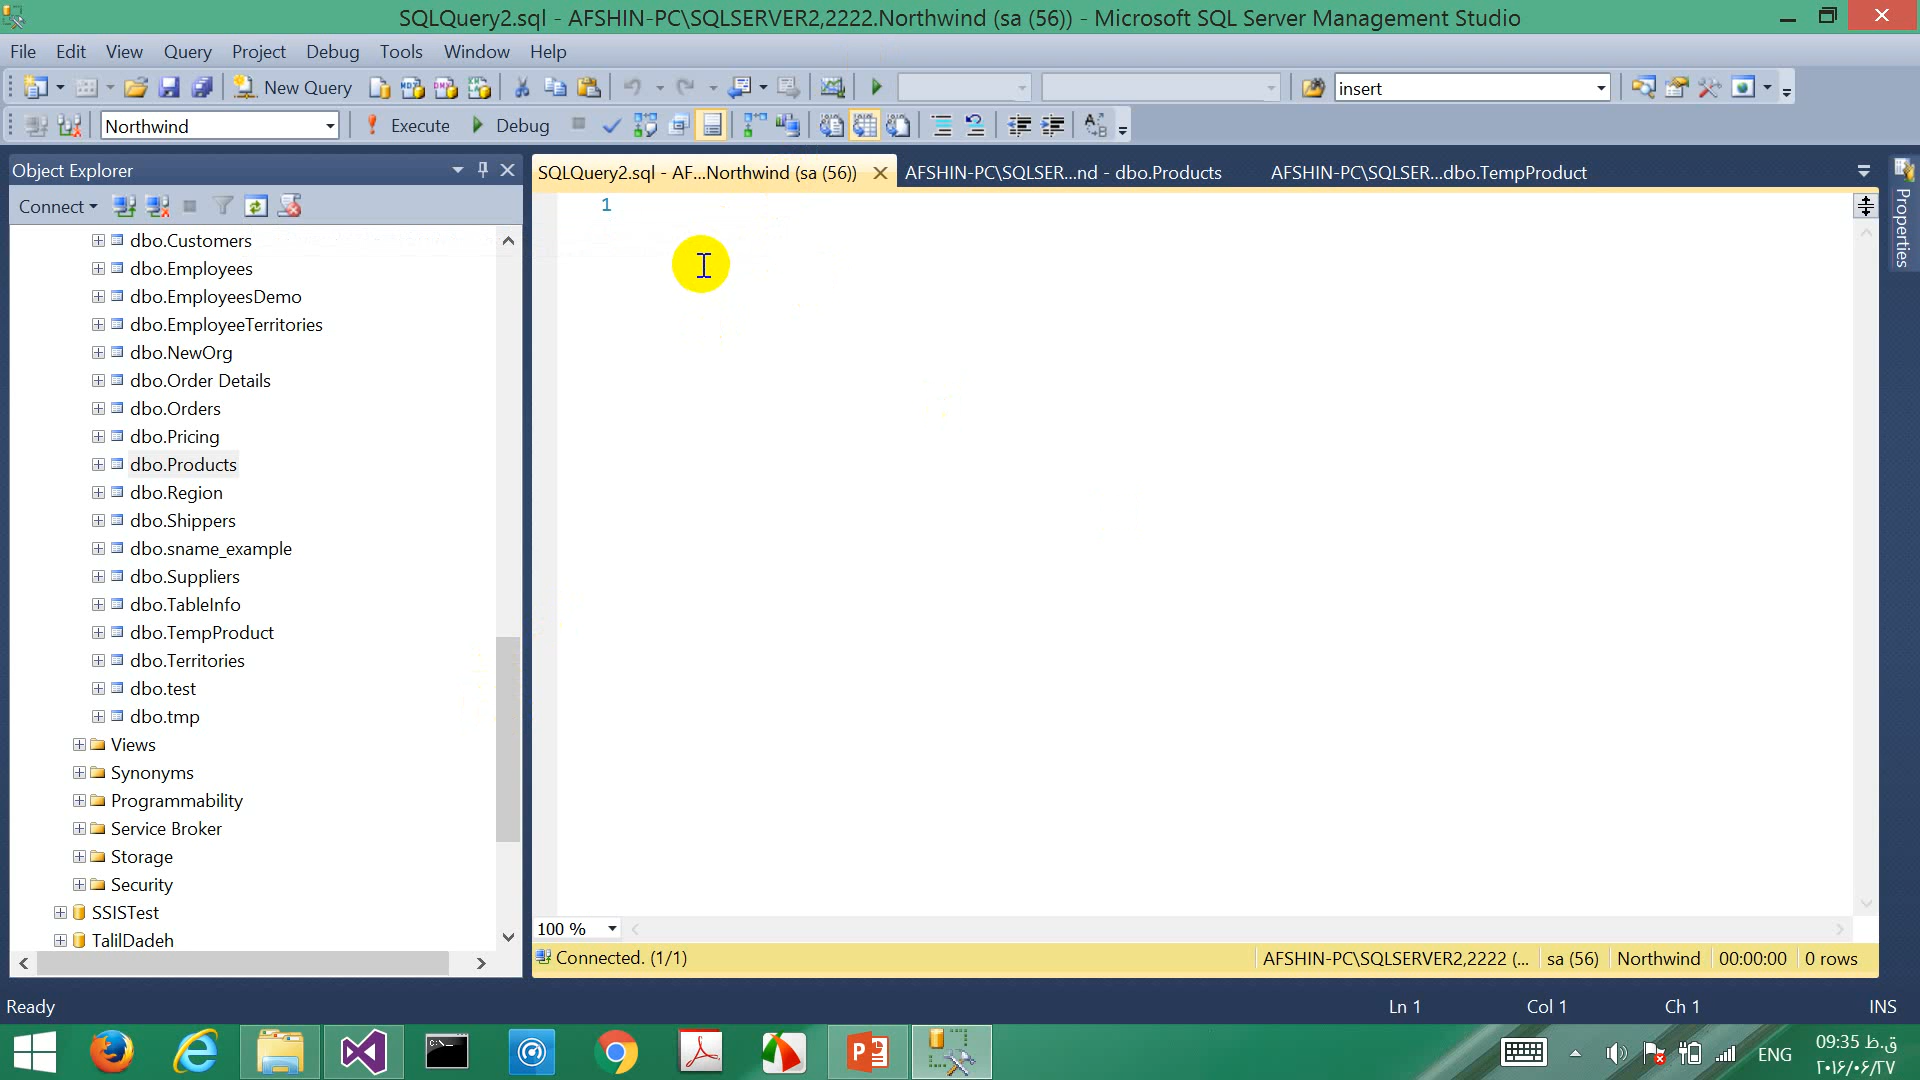 SQLQuery2.sql - AFSHIN-PC\SQLSERVER2,2222.Northwind (sa (56)) - Microsoft SQL Server Management Studio
File Edit View Query Project Debug Tools Window Help
New Query insert
Northwind Execute Debug
Object Explorer
SQLQuery2.sql - AF...Northwind (sa (56)) AFSHIN-PC\SQLSER...nd - dbo.Products AFSHIN-PC\SQLSER...dbo.TempProduct
Connect
1
Properties
dbo.Customers
dbo.Employees
dbo.EmployeesDemo
dbo.EmployeeTerritories
dbo.NewOrg
dbo.Order Details
dbo.Orders
dbo.Pricing
dbo.Products
dbo.Region
dbo.Shippers
dbo.sname_example
dbo.Suppliers
dbo.TableInfo
dbo.TempProduct
dbo.Territories
dbo.test
dbo.tmp
Views
Synonyms
Programmability
Service Broker
Storage
Security
SSISTest
TalilDadeh
100 %
Connected. (1/1) AFSHIN-PC\SQLSERVER2,2222 (... sa (56) Northwind 00:00:00 0 rows
Ready Ln 1 Col 1 Ch 1 INS
ENG
09:35 ق.ظ
۲۰۱۶/۰۶/۲۷